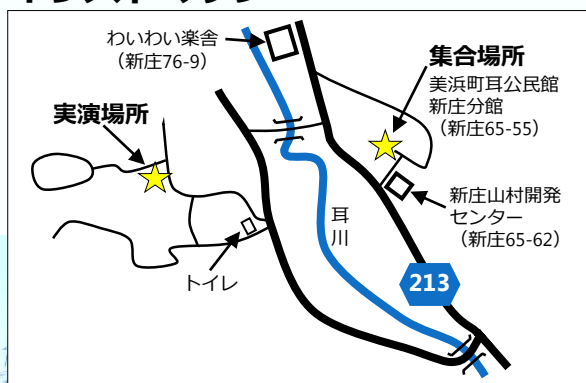 わいわい楽舎
（新庄76-9）
集合場所
美浜町耳公民館
新庄分館
（新庄65-55）
実演場所
新庄山村開発
センター
（新庄65-62）
耳川
トイレ
213